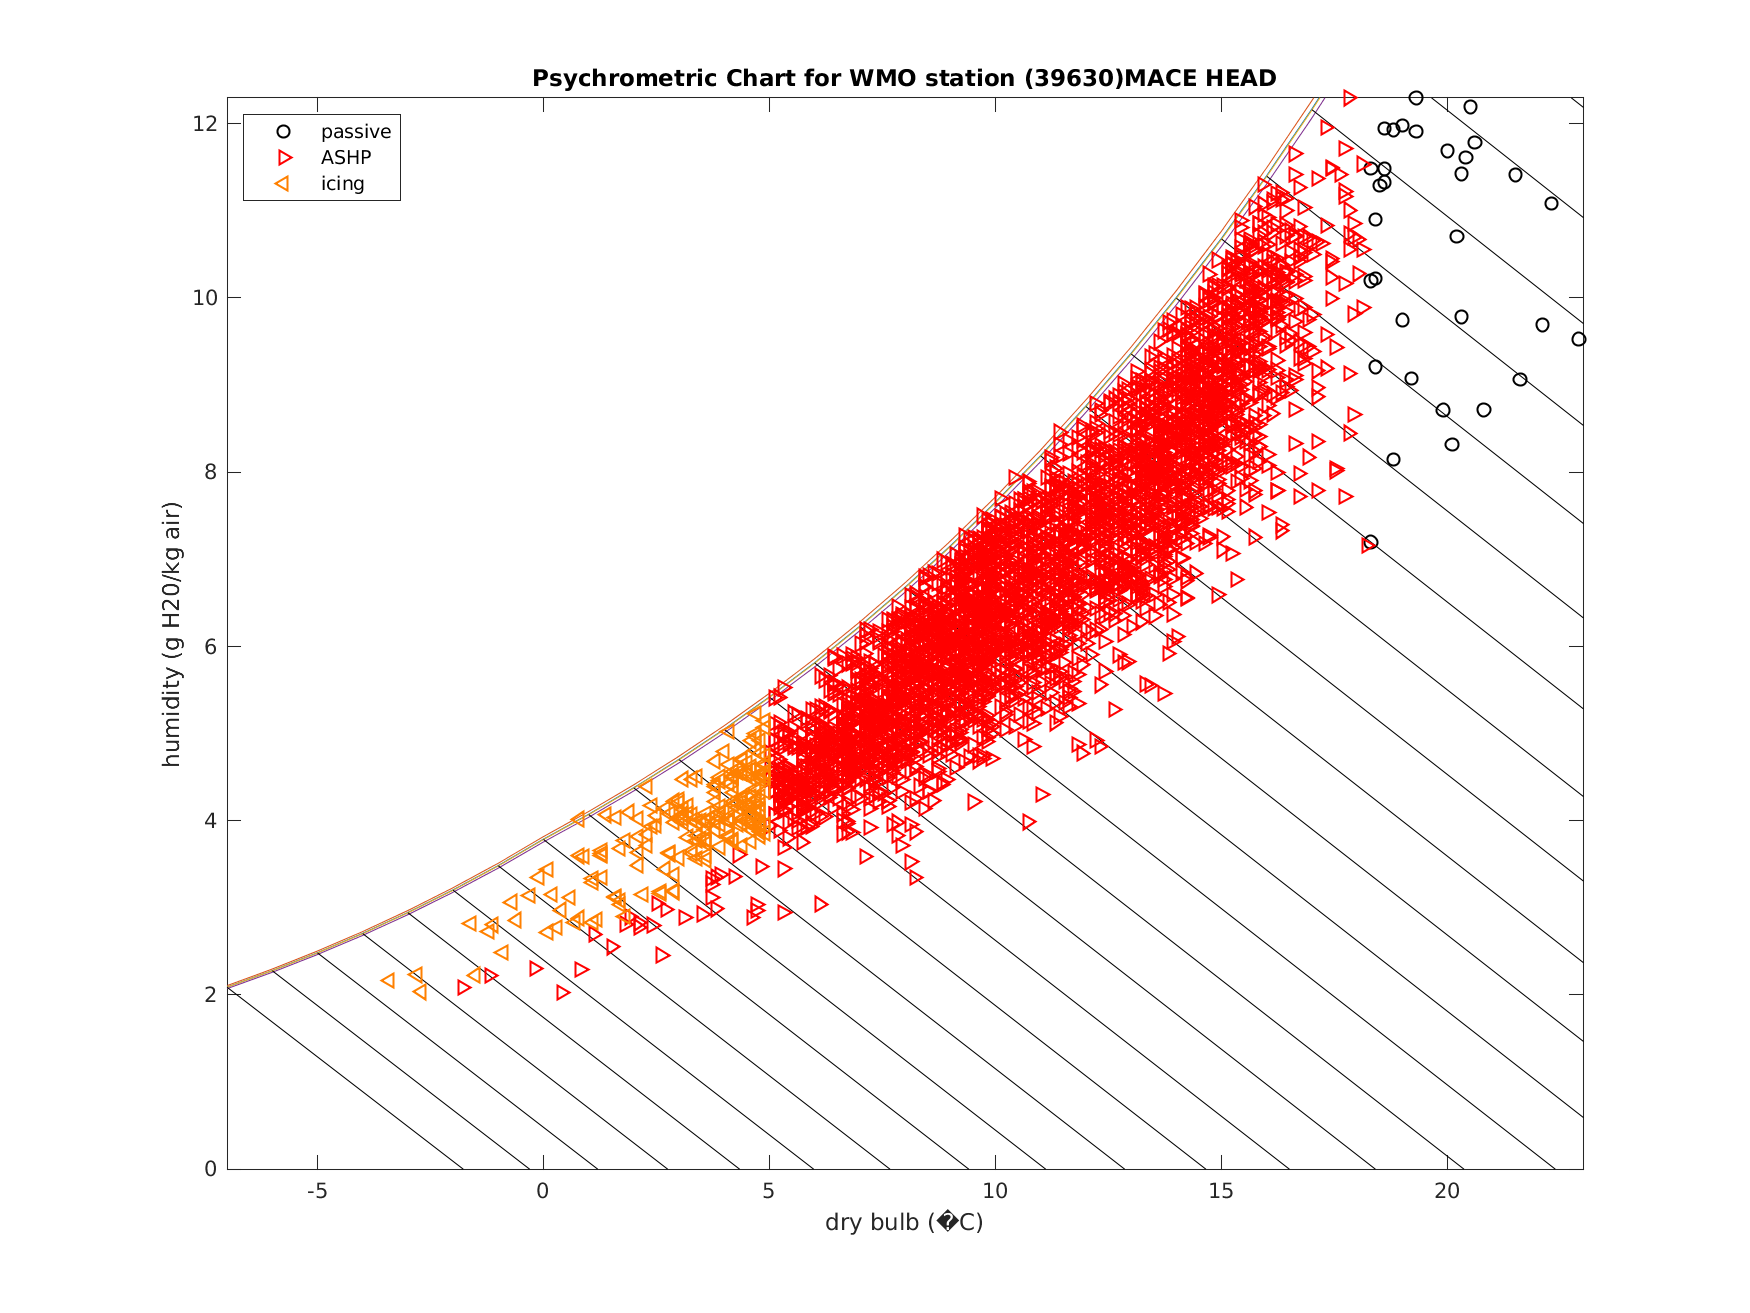 Psychrometric Chart for WMO station (39630)MACE HEAD
passive
ASHP
icing
12
10
8
6
4
2
0
humidity (g H20/kg air)
-5
0
5
10
15
20
dry bulb (�C)